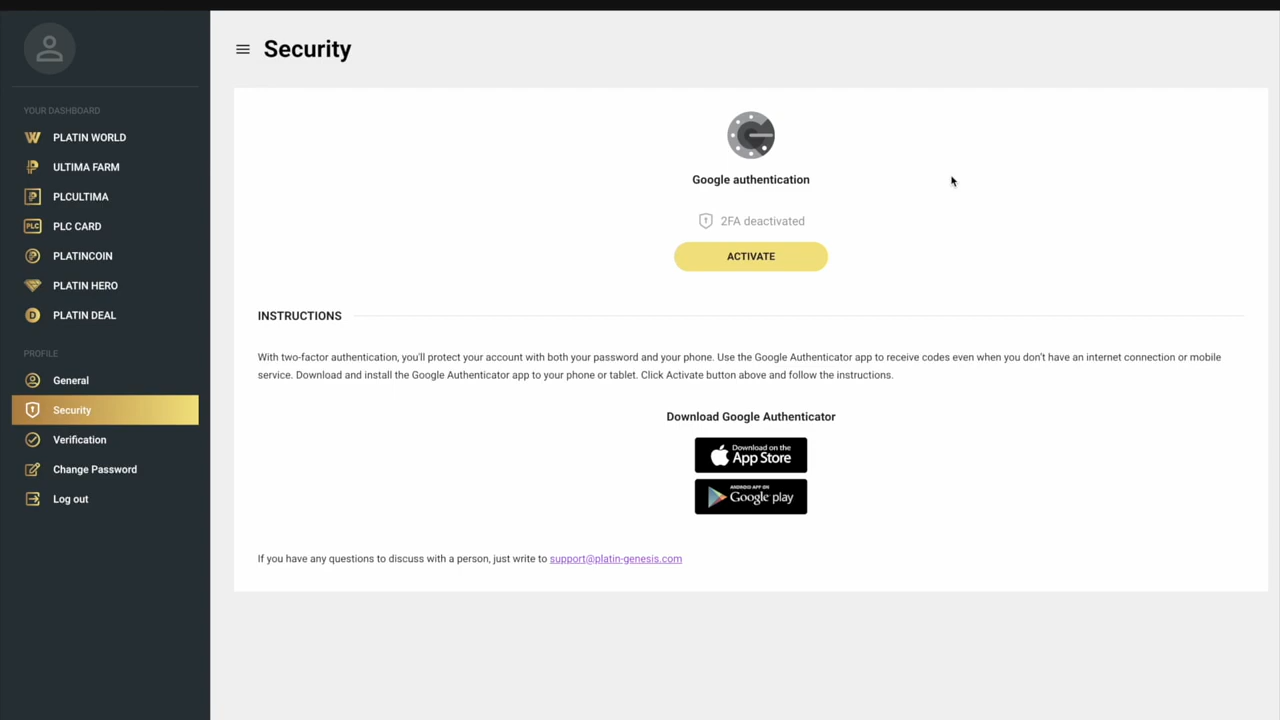 Security
YOUR DASHBOARD
PLATIN WORLD
ULTIMA FARM
PLCULTIMA
PLC
PLC CARD
PLATINCOIN
PLATIN HERO
PLATIN DEAL
PROFILE
General
Security
Verification
Change Password
Log out
Google authentication
2FA deactivated
ACTIVATE
INSTRUCTIONS
With two-factor authentication, you'll protect your account with both your password and your phone. Use the Google Authenticator app to receive codes even when you don't have an internet connection or mobile
service. Download and install the Google Authenticator app to your phone or tablet. Click Activate button above and follow the instructions.
Download Google Authenticator
Download on the
App Store
ANDROID APP ON
Google play
If you have any questions to discuss with a person, just write to support@platin-genesis.com